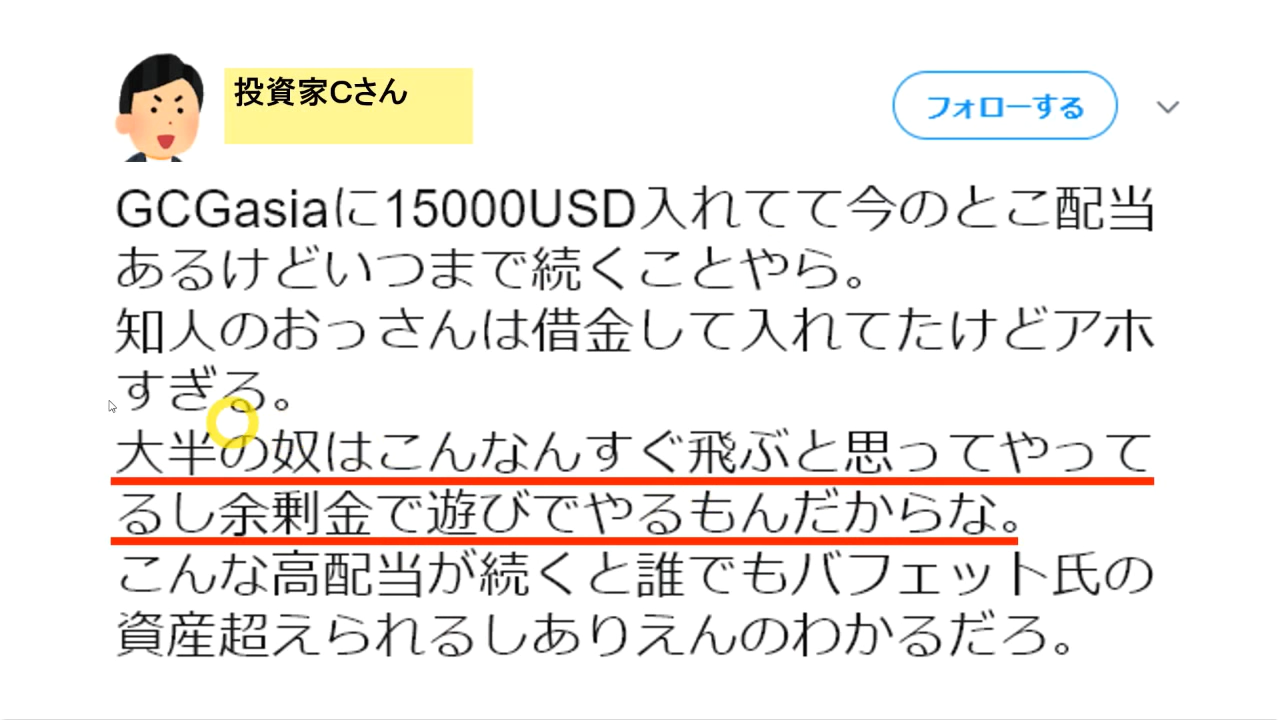 投資家Cさん
フォローする
GCGasiaに15000USD入れてて今のとこ配当
あるけどいつまで続くことやら。
知人のおっさんは借金して入れてたけどアホ
すぎる。
大半の奴はこんなんすぐ飛ぶと思ってやって
るし余剰金で遊びでやるもんだからな。
こんな高配当が続くと誰でもバフェット氏の
資産超えられるしありえんのわかるだろ。